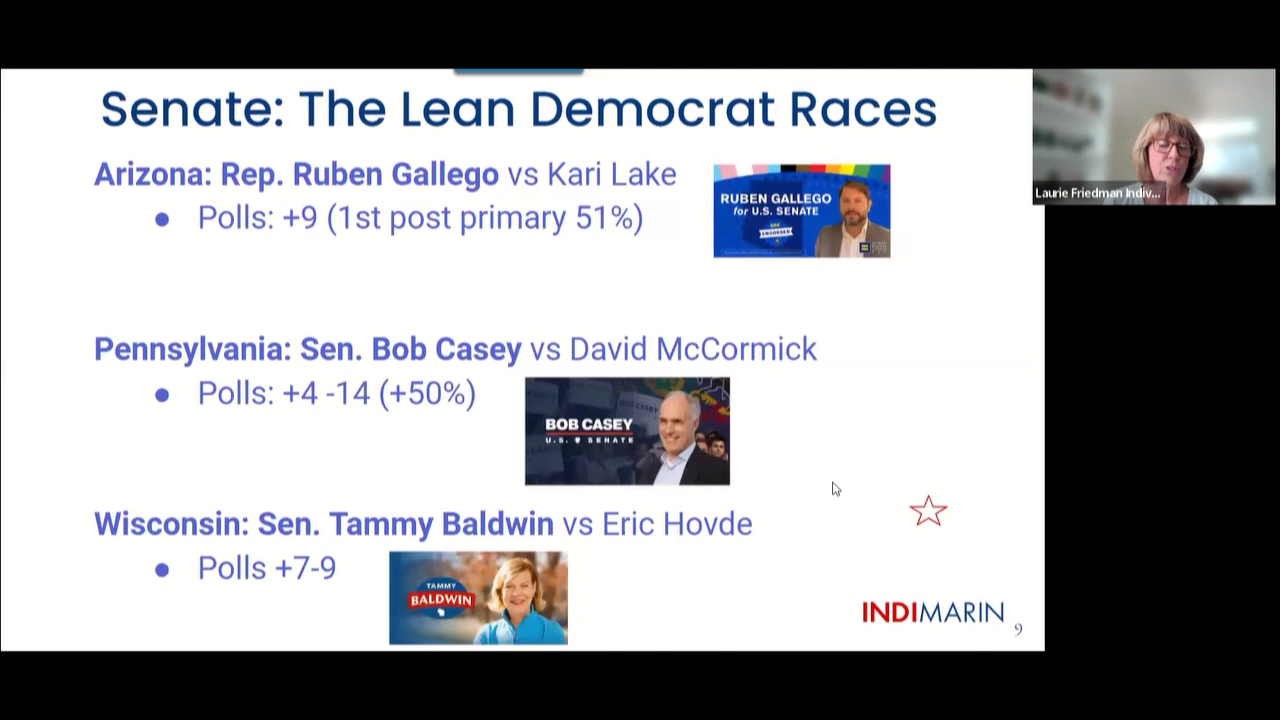 Senate: The Lean Democrat Races
Arizona: Rep. Ruben Gallego vs Kari Lake
● Polls: +9 (1st post primary 51%)
RUBEN GALLEGO
for U.S. SENATE
ENDORSED
Pennsylvania: Sen. Bob Casey vs David McCormick
● Polls: +4 -14 (+50%)
BOB CASEY
U.S. SENATE
Wisconsin: Sen. Tammy Baldwin vs Eric Hovde
● Polls +7-9
TAMMY
BALDWIN
INDIMARIN
9
Laurie Friedman Indiv...